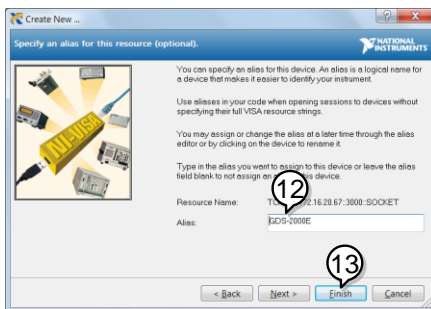 Create New ...
Specify an alias for this resource (optional).
NATIONAL
INSTRUMENTS
You can specify an alias for this device. An alias is a logical name for
a device that makes it easier to identify your instrument.
Use aliases in your code when opening sessions to devices without
specifying their full VISA resource strings.
You may assign or change the alias at a later time through the alias
editor or by clicking on the device to rename it.
Type in the alias you want to assign to this device or leave the alias
field blank to not assign an this device.
NI-VISA
12
Resource Name: 2.16.20.67::3000::SOCKET
Alias: GDS-2000E
13
< Back Next > Finish Cancel